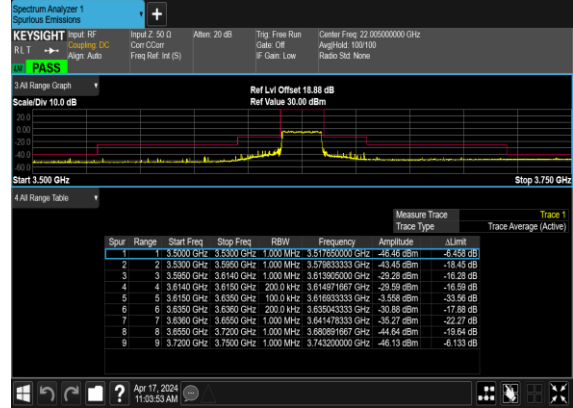 Spectrum Analyzer 1
Spurious Emissions
KEYSIGHT Input: RF
Coupling: DC
Align: Auto
RLT
Input Z: 50 Ω
Corr CCorr
Freq Ref: Int (S)
Atten: 20 dB
Trig: Free Run
Gate: Off
IF Gain: Low
Center Freq: 22.005000000 GHz
Avg|Hold: 100/100
Radio Std: None
PASS
3 All Range Graph
Ref Lvl Offset 18.88 dB
Scale/Div 10.0 dB Ref Value 30.00 dBm
20.0
0.00
-20.0
-40.0
-60.0
Start 3.500 GHz Stop 3.750 GHz
4 All Range Table
Measure Trace Trace 1
Trace Type Trace Average (Active)
Spur Range Start Freq Stop Freq RBW Frequency Amplitude ΔLimit
1 1 3.5000 GHz 3.5300 GHz 1.000 MHz 3.517650000 GHz -46.46 dBm -6.458 dB
2 2 3.5300 GHz 3.5950 GHz 1.000 MHz 3.579833333 GHz -43.45 dBm -18.45 dB
3 3 3.5950 GHz 3.6140 GHz 1.000 MHz 3.613905000 GHz -29.28 dBm -16.28 dB
4 4 3.6140 GHz 3.6150 GHz 200.0 kHz 3.614971667 GHz -29.59 dBm -16.59 dB
5 5 3.6150 GHz 3.6350 GHz 100.0 kHz 3.616933333 GHz -3.558 dBm -33.56 dB
6 6 3.6350 GHz 3.6360 GHz 200.0 kHz 3.635043333 GHz -30.88 dBm -17.88 dB
7 7 3.6360 GHz 3.6550 GHz 1.000 MHz 3.641478333 GHz -35.27 dBm -22.27 dB
8 8 3.6550 GHz 3.7200 GHz 1.000 MHz 3.680891667 GHz -44.64 dBm -19.64 dB
9 9 3.7200 GHz 3.7500 GHz 1.000 MHz 3.743200000 GHz -46.13 dBm -6.133 dB
? Apr 17, 2024
11:03:53 AM